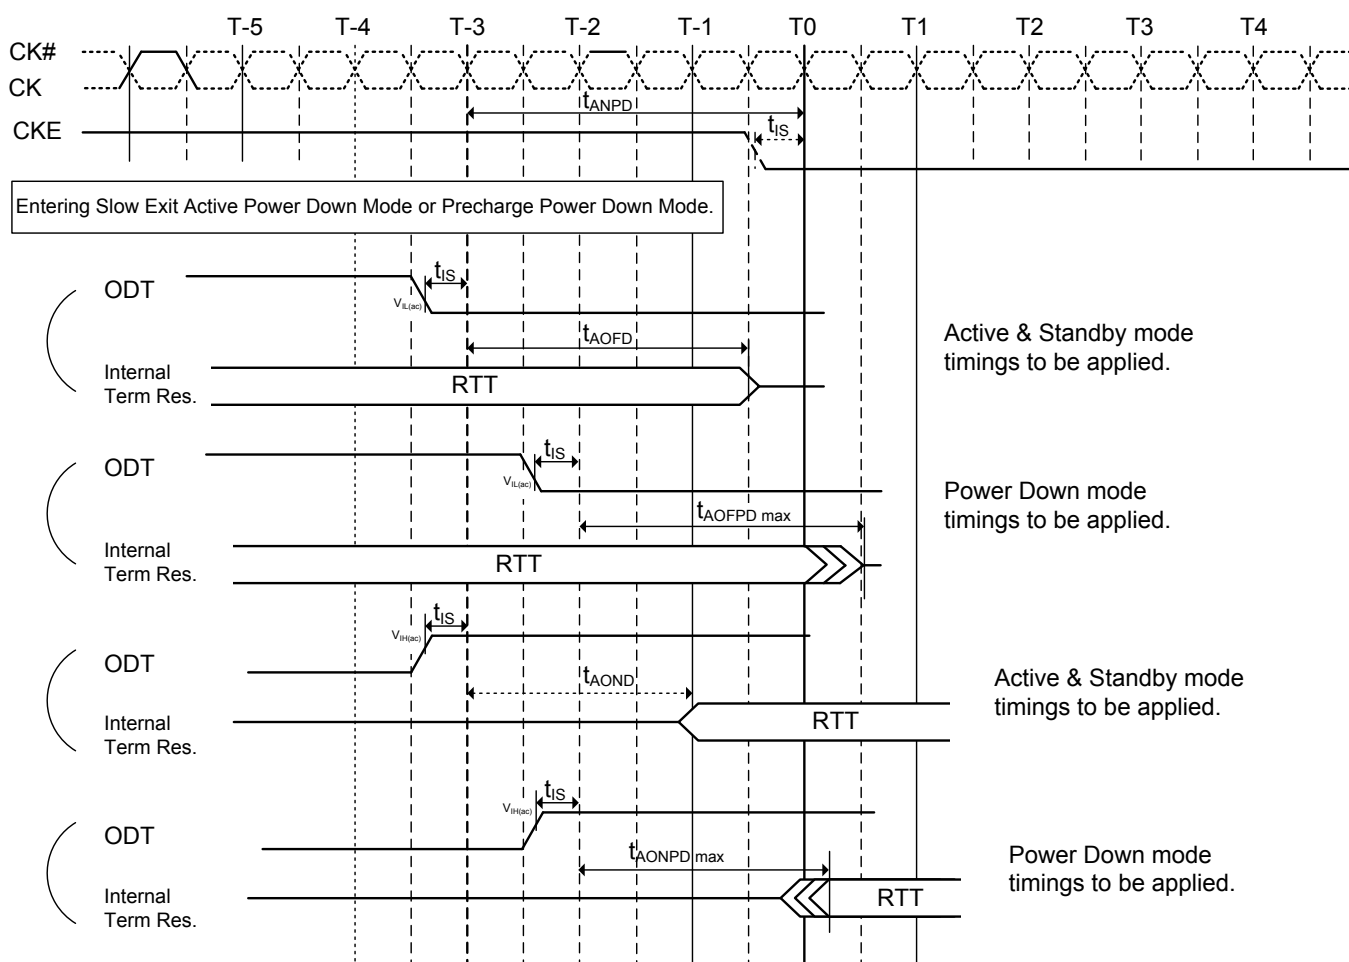 T-5 T-4 T-3 T-2 T-1 T0 T1 T2 T3 T4
CK#
CK
tANPD
CKE
tIS
Entering Slow Exit Active Power Down Mode or Precharge Power Down Mode.
ODT
tIS
VIL(ac)
tAOFD
Internal
Term Res.
RTT
Active & Standby mode
timings to be applied.
ODT
tIS
VIL(ac)
tAOFPD max
Internal
Term Res.
RTT
Power Down mode
timings to be applied.
tIS
VIH(ac)
ODT
tAOND
Internal
Term Res.
RTT
Active & Standby mode
timings to be applied.
tIS
VIH(ac)
ODT
tAONPD max
Internal
Term Res.
RTT
Power Down mode
timings to be applied.